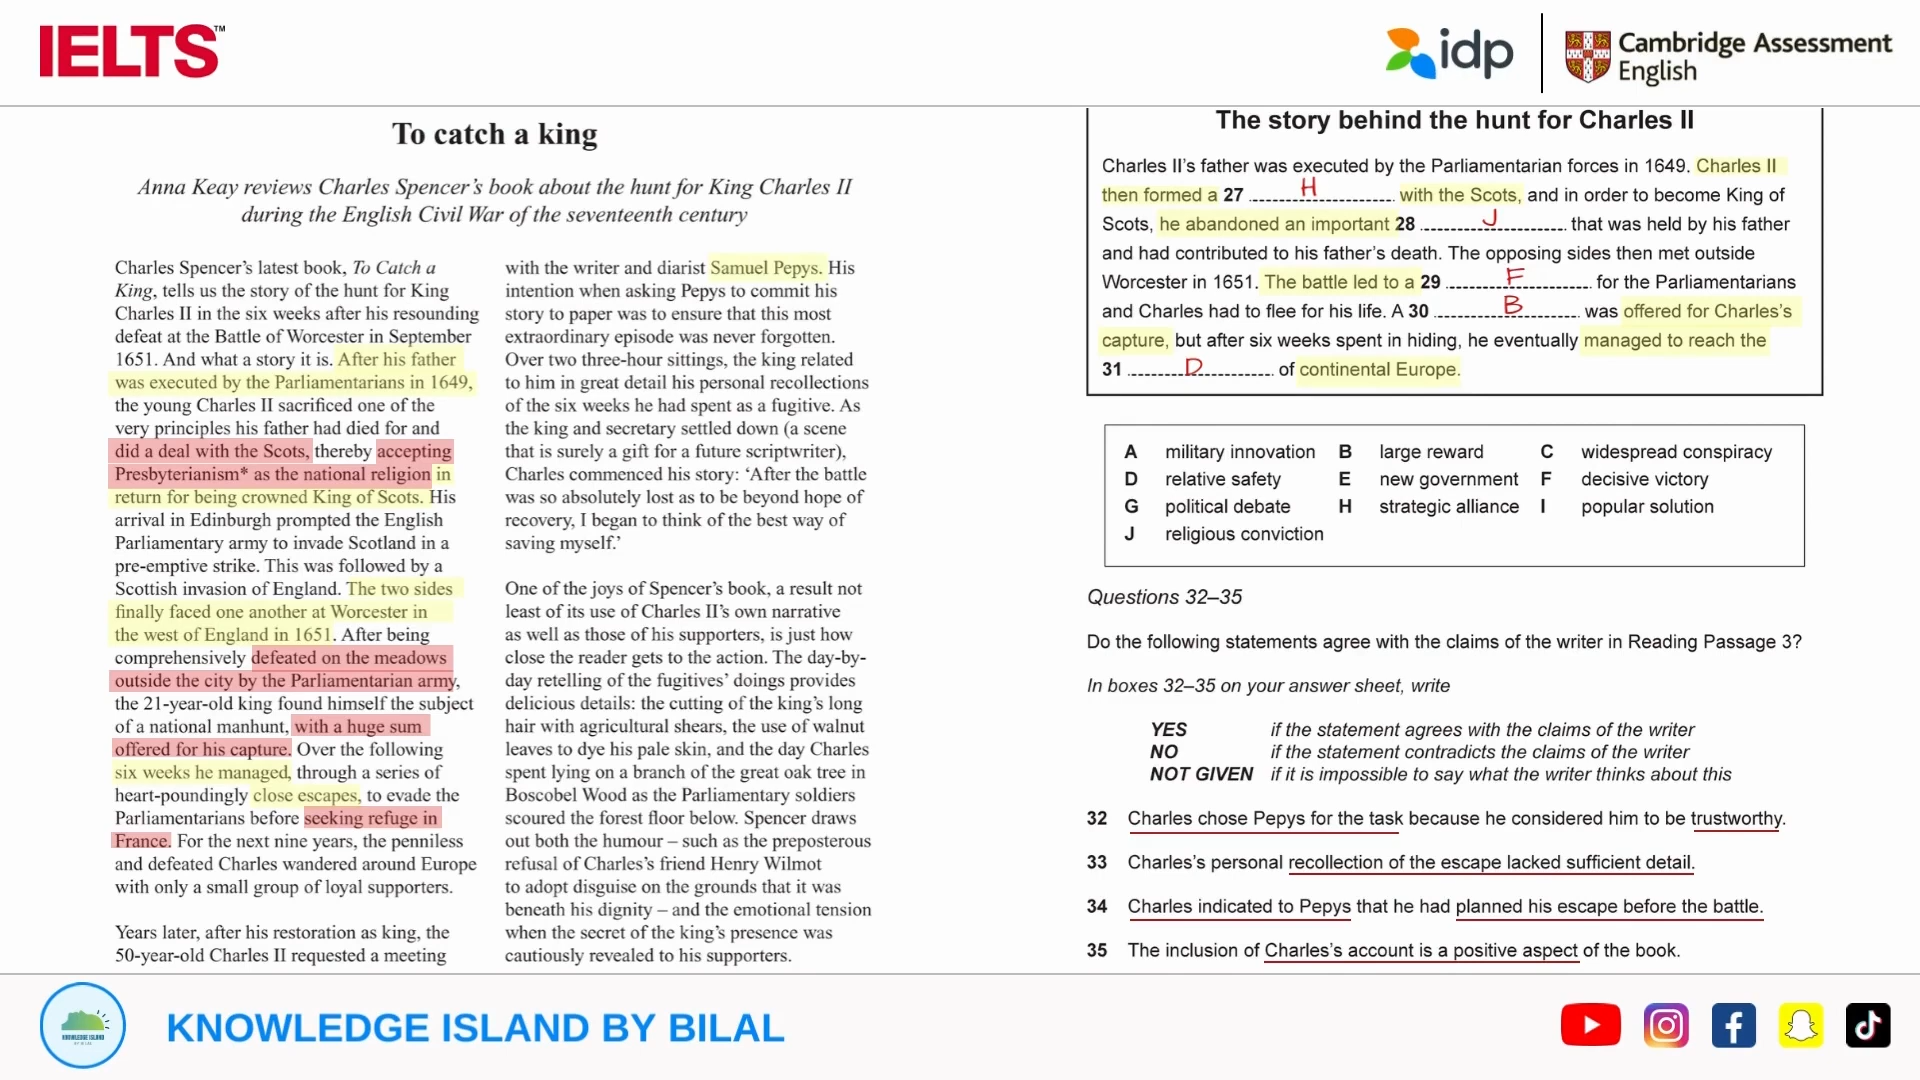 IELTS™
idp
Cambridge Assessment
English
To catch a king
Anna Keay reviews Charles Spencer's book about the hunt for King Charles II
during the English Civil War of the seventeenth century
Charles Spencer's latest book, To Catch a
King, tells us the story of the hunt for King
Charles II in the six weeks after his resounding
defeat at the Battle of Worcester in September
1651. And what a story it is. After his father
was executed by the Parliamentarians in 1649,
the young Charles II sacrificed one of the
very principles his father had died for and
did a deal with the Scots, thereby accepting
Presbyterianism* as the national religion in
return for being crowned King of Scots. His
arrival in Edinburgh prompted the English
Parliamentary army to invade Scotland in a
pre-emptive strike. This was followed by a
Scottish invasion of England. The two sides
finally faced one another at Worcester in
the west of England in 1651. After being
comprehensively defeated on the meadows
outside the city by the Parliamentarian army,
the 21-year-old king found himself the subject
of a national manhunt, with a huge sum
offered for his capture. Over the following
six weeks he managed, through a series of
heart-poundingly close escapes, to evade the
Parliamentarians before seeking refuge in
France. For the next nine years, the penniless
and defeated Charles wandered around Europe
with only a small group of loyal supporters.
Years later, after his restoration as king, the
50-year-old Charles II requested a meeting
with the writer and diarist Samuel Pepys. His
intention when asking Pepys to commit his
story to paper was to ensure that this most
extraordinary episode was never forgotten.
Over two three-hour sittings, the king related
to him in great detail his personal recollections
of the six weeks he had spent as a fugitive. As
the king and secretary settled down (a scene
that is surely a gift for a future scriptwriter),
Charles commenced his story: 'After the battle
was so absolutely lost as to be beyond hope of
recovery, I began to think of the best way of
saving myself.'
One of the joys of Spencer's book, a result not
least of its use of Charles II's own narrative
as well as those of his supporters, is just how
close the reader gets to the action. The day-by-
day retelling of the fugitives' doings provides
delicious details: the cutting of the king's long
hair with agricultural shears, the use of walnut
leaves to dye his pale skin, and the day Charles
spent lying on a branch of the great oak tree in
Boscobel Wood as the Parliamentary soldiers
scoured the forest floor below. Spencer draws
out both the humour – such as the preposterous
refusal of Charles's friend Henry Wilmot
to adopt disguise on the grounds that it was
beneath his dignity – and the emotional tension
when the secret of the king's presence was
cautiously revealed to his supporters.
The story behind the hunt for Charles II
Charles II's father was executed by the Parliamentarian forces in 1649. Charles II
then formed a 27 H with the Scots, and in order to become King of
Scots, he abandoned an important 28 J that was held by his father
and had contributed to his father's death. The opposing sides then met outside
Worcester in 1651. The battle led to a 29 F for the Parliamentarians
and Charles had to flee for his life. A 30 B was offered for Charles's
capture, but after six weeks spent in hiding, he eventually managed to reach the
31 D of continental Europe.
A military innovation B large reward C widespread conspiracy
D relative safety E new government F decisive victory
G political debate H strategic alliance I popular solution
J religious conviction
Questions 32–35
Do the following statements agree with the claims of the writer in Reading Passage 3?
In boxes 32–35 on your answer sheet, write
YES if the statement agrees with the claims of the writer
NO if the statement contradicts the claims of the writer
NOT GIVEN if it is impossible to say what the writer thinks about this
32 Charles chose Pepys for the task because he considered him to be trustworthy.
33 Charles's personal recollection of the escape lacked sufficient detail.
34 Charles indicated to Pepys that he had planned his escape before the battle.
35 The inclusion of Charles's account is a positive aspect of the book.
KNOWLEDGE ISLAND BY BILAL